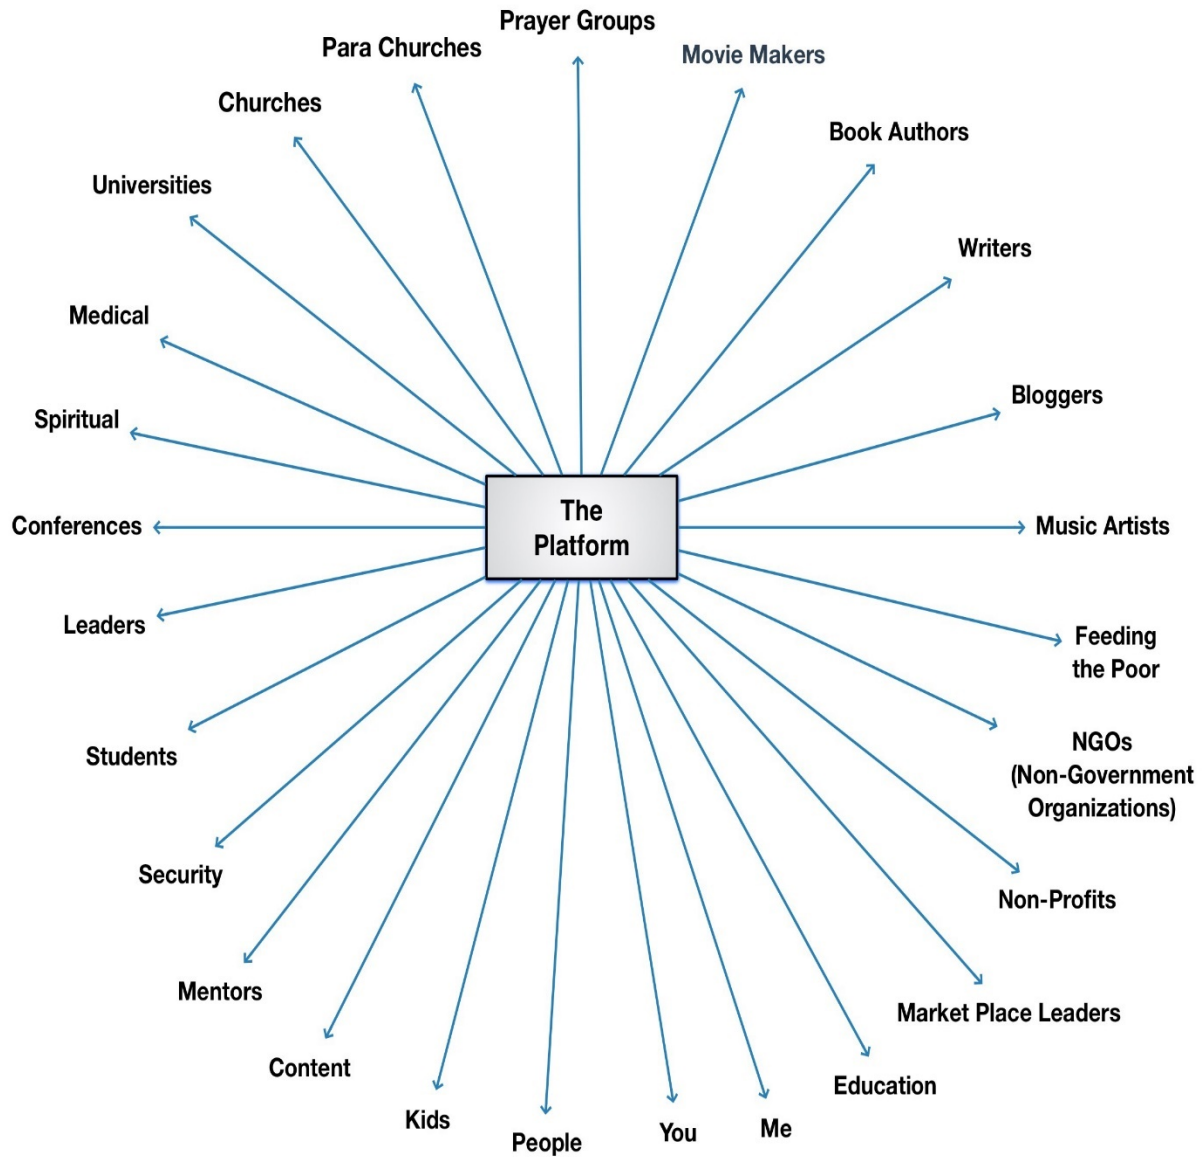 Prayer Groups
Para Churches
Movie Makers
Churches
Book Authors
Universities
Writers
Medical
Bloggers
Spiritual
The
Platform
Conferences
Music Artists
Leaders
Feeding
the Poor
Students
NGOs
(Non-Government
Organizations)
Security
Non-Profits
Mentors
Market Place Leaders
Content
Education
Kids
People
You
Me